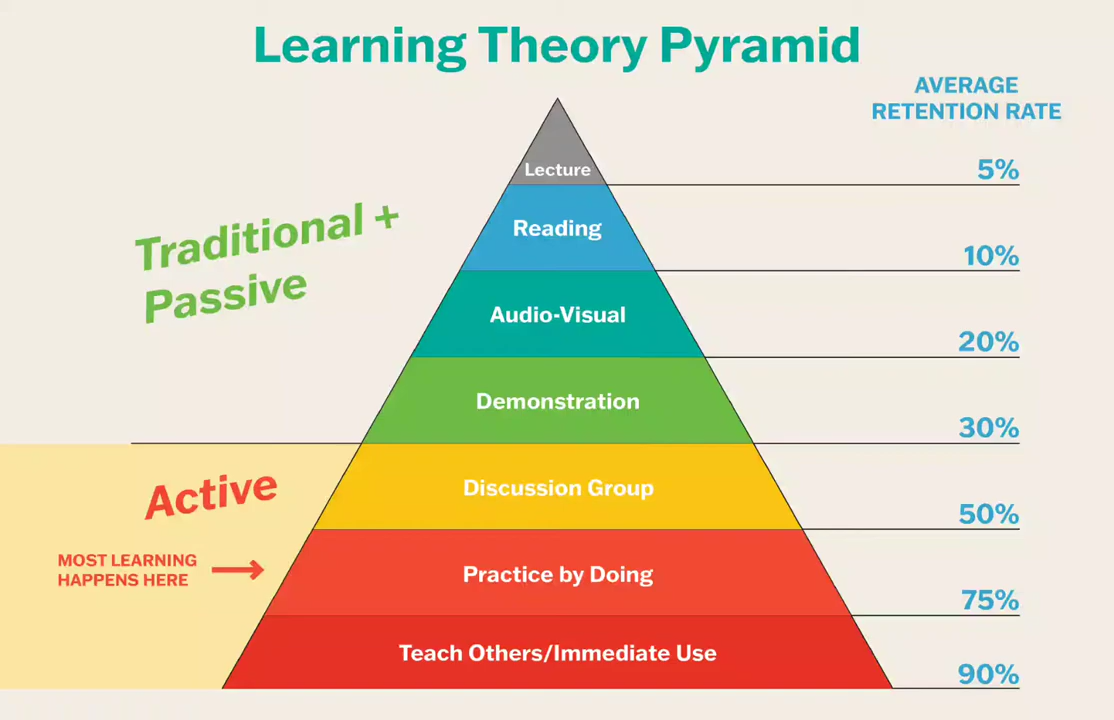 Learning Theory Pyramid
AVERAGE
RETENTION RATE
Lecture
5%
Reading
10%
Traditional +
Passive
Audio-Visual
20%
Demonstration
30%
Active
Discussion Group
50%
MOST LEARNING
HAPPENS HERE
Practice by Doing
75%
Teach Others/Immediate Use
90%